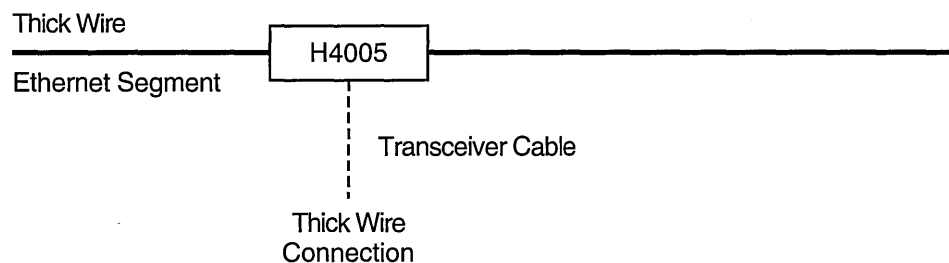 Thick Wire
H4005
Ethernet Segment
Transceiver Cable
Thick Wire
Connection